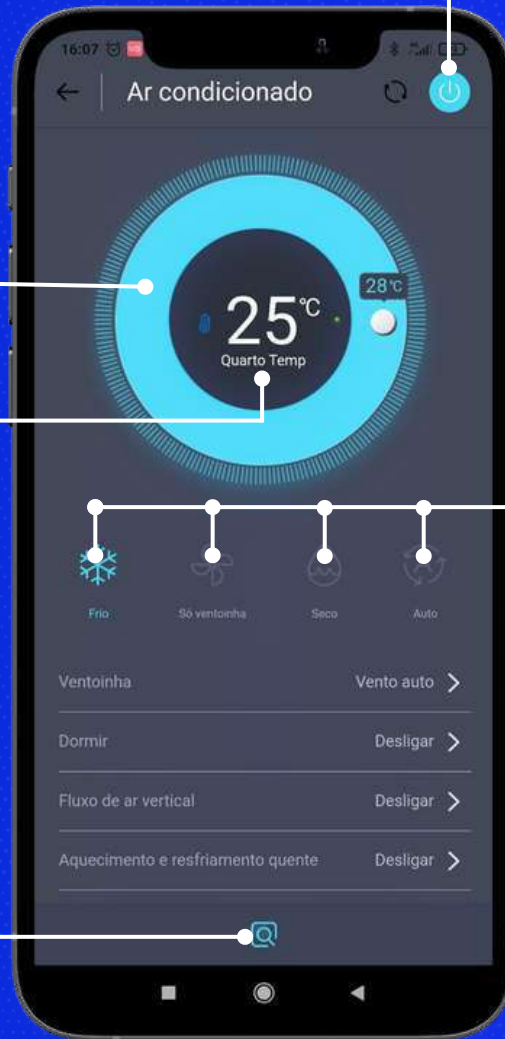 16:07
Ar condicionado
28°C
25°C
Quarto Temp
Frio
Só ventoinha
Seco
Auto
Ventoinha
Vento auto
Dormir
Desligar
Fluxo de ar vertical
Desligar
Aquecimento e resfriamento quente
Desligar